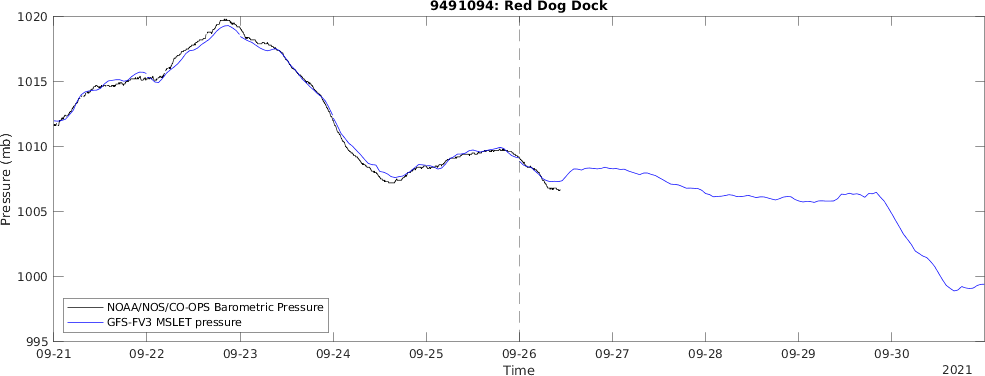 9491094: Red Dog Dock
Pressure (mb)
1020
1015
1010
1005
1000
995
NOAA/NOS/CO-OPS Barometric Pressure
GFS-FV3 MSLET pressure
09-21 09-22 09-23 09-24 09-25 09-26 09-27 09-28 09-29 09-30
Time
2021